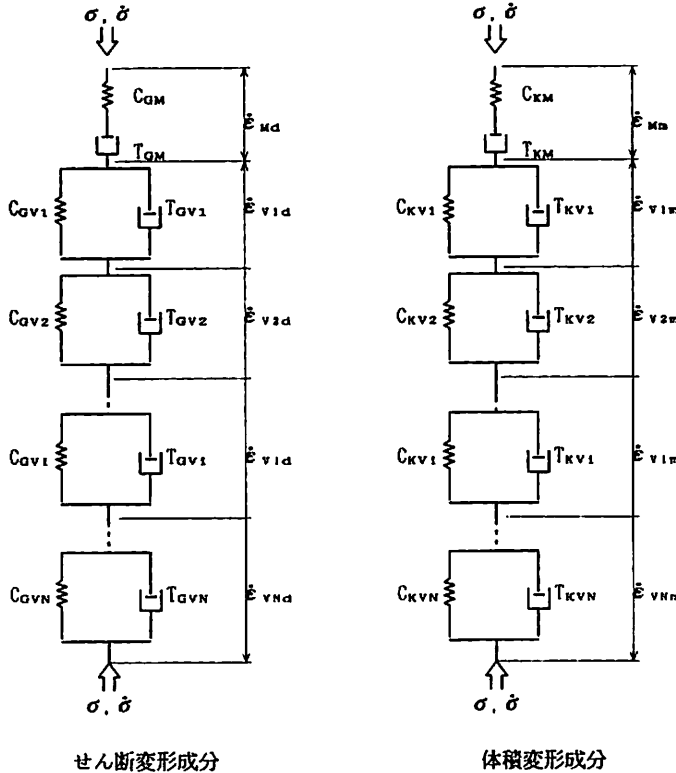 σ, σ̇
C_GM
ε̇_Md
T_GM
C_GV1
T_GV1
ε̇_V1d
C_GV2
T_GV2
ε̇_V2d
C_GVi
T_GVi
ε̇_Vid
C_GVN
T_GVN
ε̇_VNd
σ, σ̇
せん断変形成分
σ, σ̇
C_KM
ε̇_Mm
T_KM
C_KV1
T_KV1
ε̇_V1m
C_KV2
T_KV2
ε̇_V2m
C_KVi
T_KVi
ε̇_Vim
C_KVN
T_KVN
ε̇_VNm
σ, σ̇
体積変形成分